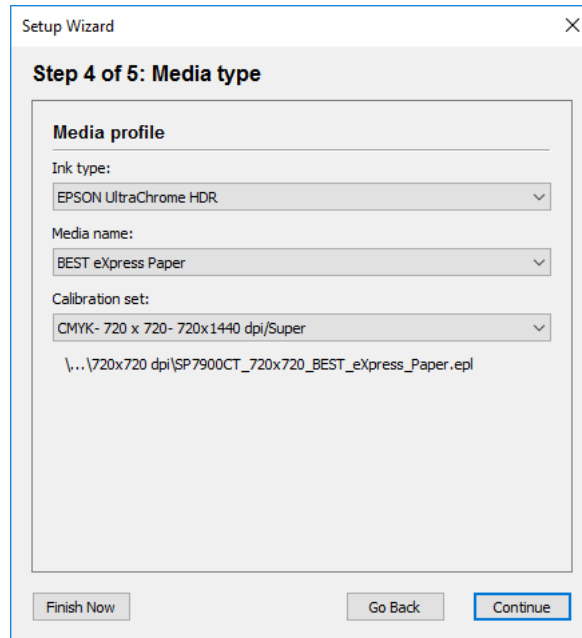 Setup Wizard
Step 4 of 5: Media type
Media profile
Ink type:
EPSON UltraChrome HDR
Media name:
BEST eXpress Paper
Calibration set:
CMYK- 720 x 720- 720x1440 dpi/Super
\...\720x720 dpi\SP7900CT_720x720_BEST_eXpress_Paper.epl
Finish Now Go Back Continue